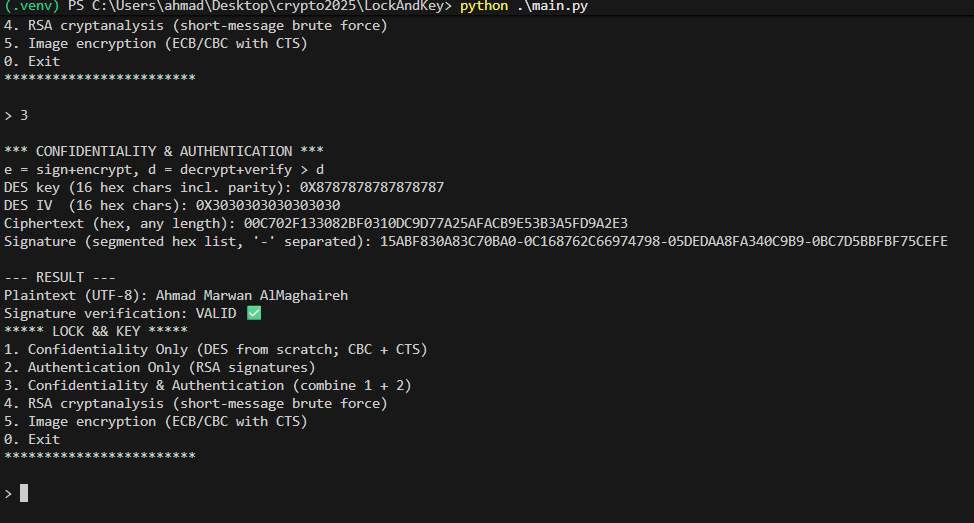 (.venv) PS C:\Users\ahmad\Desktop\crypto2025\LockAndKey> python .\main.py
4. RSA cryptanalysis (short-message brute force)
5. Image encryption (ECB/CBC with CTS)
0. Exit
************************
> 3
*** CONFIDENTIALITY & AUTHENTICATION ***
e = sign+encrypt, d = decrypt+verify > d
DES key (16 hex chars incl. parity): 0X8787878787878787
DES IV  (16 hex chars): 0X3030303030303030
Ciphertext (hex, any length): 00C702F133082BF0310DC9D77A25AFACB9E53B3A5FD9A2E3
Signature (segmented hex list, '-' separated): 15ABF830A83C70BA0-0C168762C66974798-05DEDAA8FA340C9B9-0BC7D5BBFBF75CEFE
--- RESULT ---
Plaintext (UTF-8): Ahmad Marwan AlMaghaireh
Signature verification: VALID ✅
***** LOCK && KEY *****
1. Confidentiality Only (DES from scratch; CBC + CTS)
2. Authentication Only (RSA signatures)
3. Confidentiality & Authentication (combine 1 + 2)
4. RSA cryptanalysis (short-message brute force)
5. Image encryption (ECB/CBC with CTS)
0. Exit
************************
>